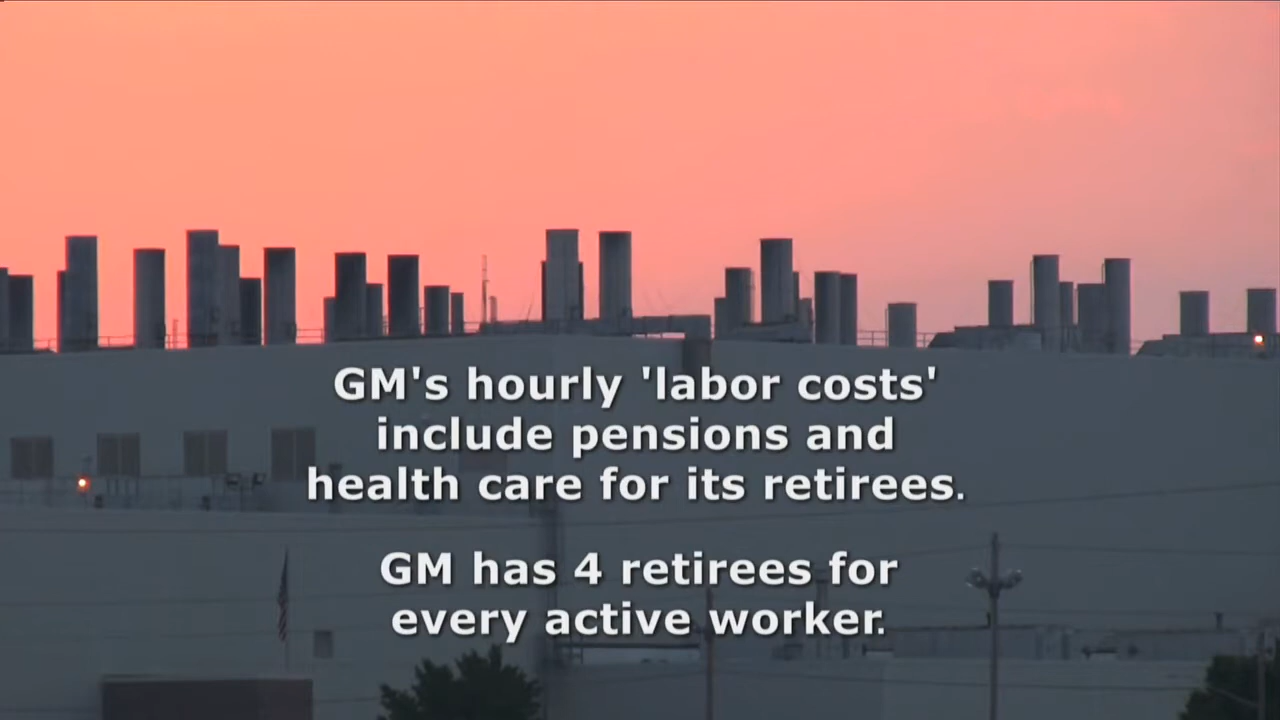 GM's hourly 'labor costs'
include pensions and
health care for its retirees.
GM has 4 retirees for
every active worker.